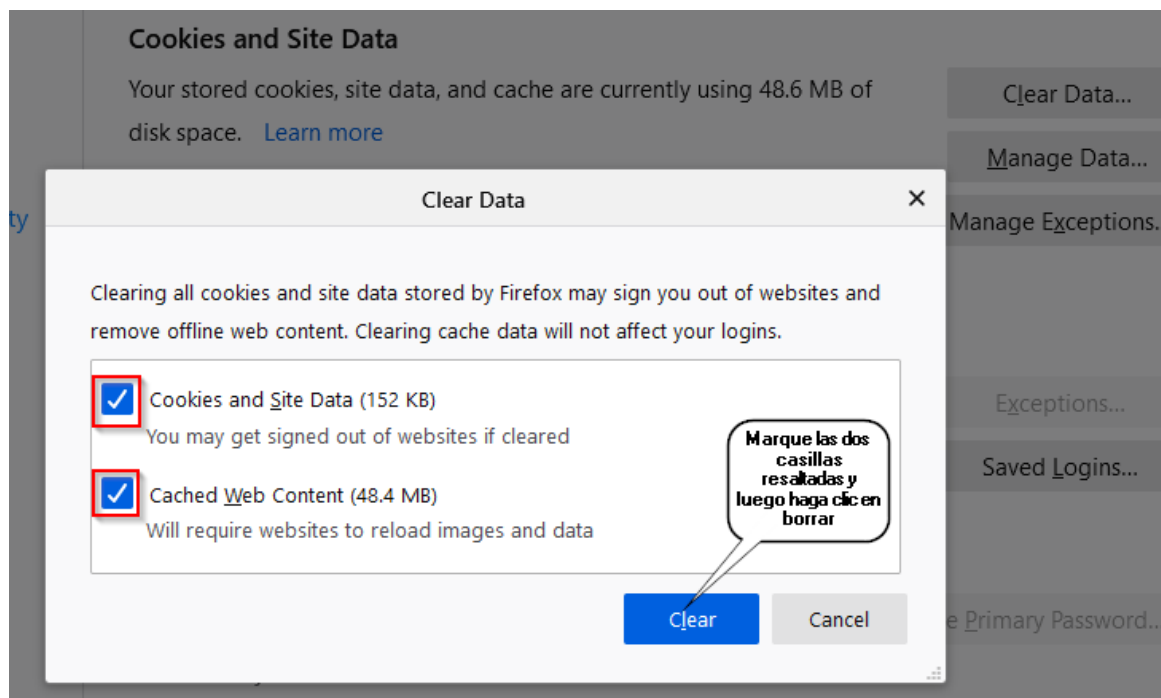 Cookies and Site Data
Your stored cookies, site data, and cache are currently using 48.6 MB of
disk space. Learn more
Clear Data...
Manage Data...
Manage Exceptions.
ty
Clear Data
Clearing all cookies and site data stored by Firefox may sign you out of websites and
remove offline web content. Clearing cache data will not affect your logins.
Cookies and Site Data (152 KB)
You may get signed out of websites if cleared
Cached Web Content (48.4 MB)
Will require websites to reload images and data
Marque las dos
casillas
resaltadas y
luego haga clic en
borrar
Clear
Cancel
Exceptions...
Saved Logins...
e Primary Password..